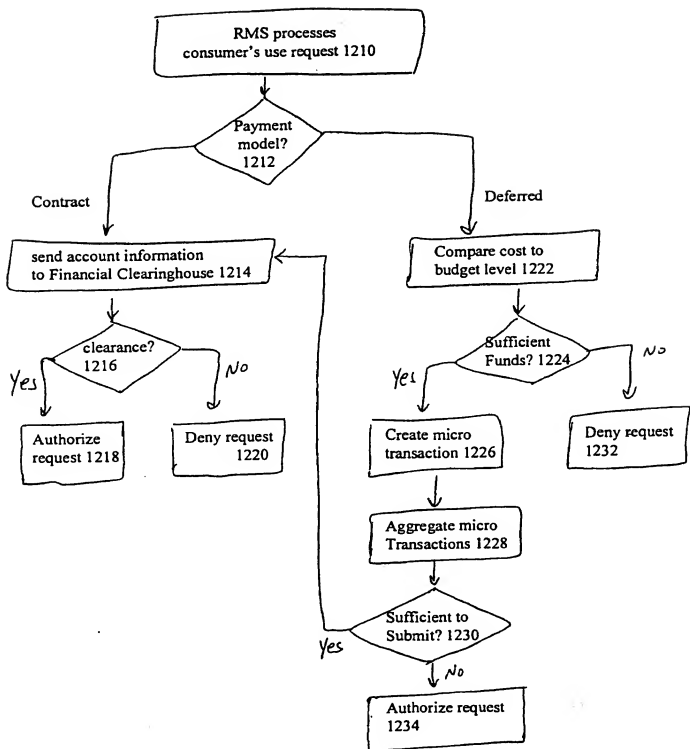 RMS processes
consumer's use request 1210
Payment
model?
1212
Contract
Deferred
send account information
to Financial Clearinghouse 1214
Compare cost to
budget level 1222
clearance?
1216
Sufficient
Funds? 1224
Yes
No
Yes
No
Authorize
request 1218
Deny request
1220
Create micro
transaction 1226
Deny request
1232
Aggregate micro
Transactions 1228
Sufficient to
Submit? 1230
Yes
No
Authorize request
1234